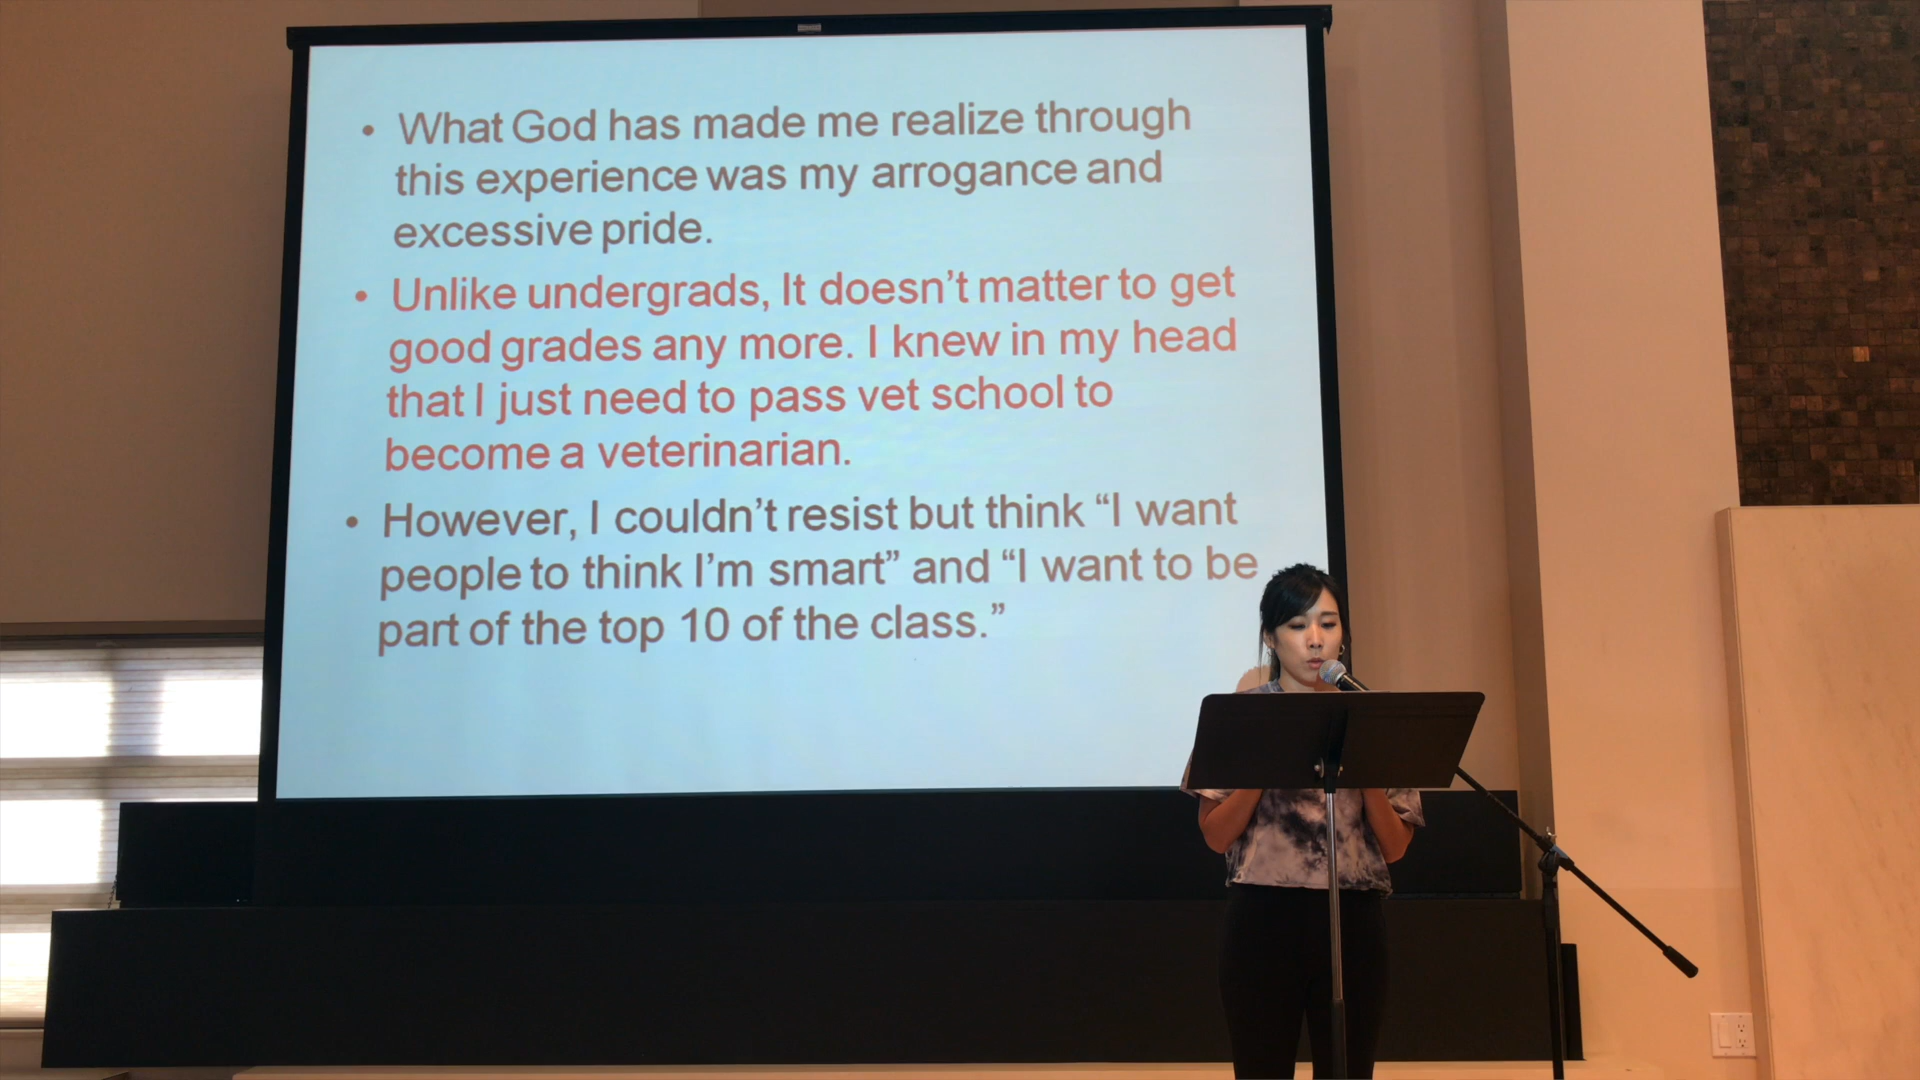 • What God has made me realize through
this experience was my arrogance and
excessive pride.
• Unlike undergrads, It doesn't matter to get
good grades any more. I knew in my head
that I just need to pass vet school to
become a veterinarian.
• However, I couldn't resist but think “I want
people to think I'm smart” and “I want to be
part of the top 10 of the class.”